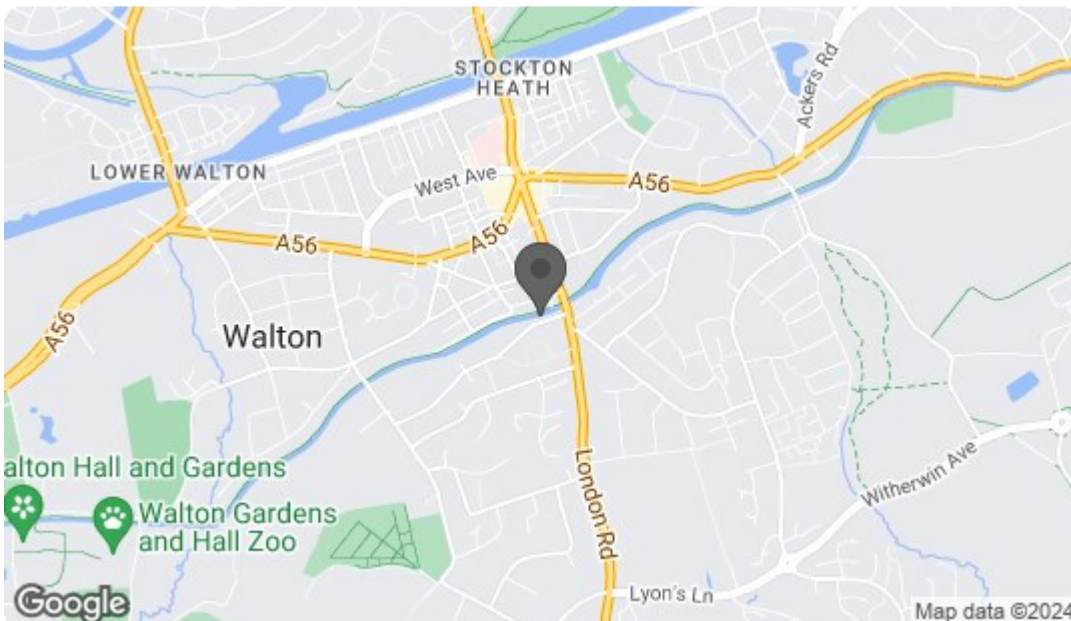 STOCKTON
HEATH
Ackers Rd
LOWER WALTON
West Ave
A56
A56
A56
A56
Walton
alton Hall and Gardens
Walton Gardens
and Hall Zoo
London Rd
Witherwin Ave
Lyon's Ln
Google
Map data ©2024